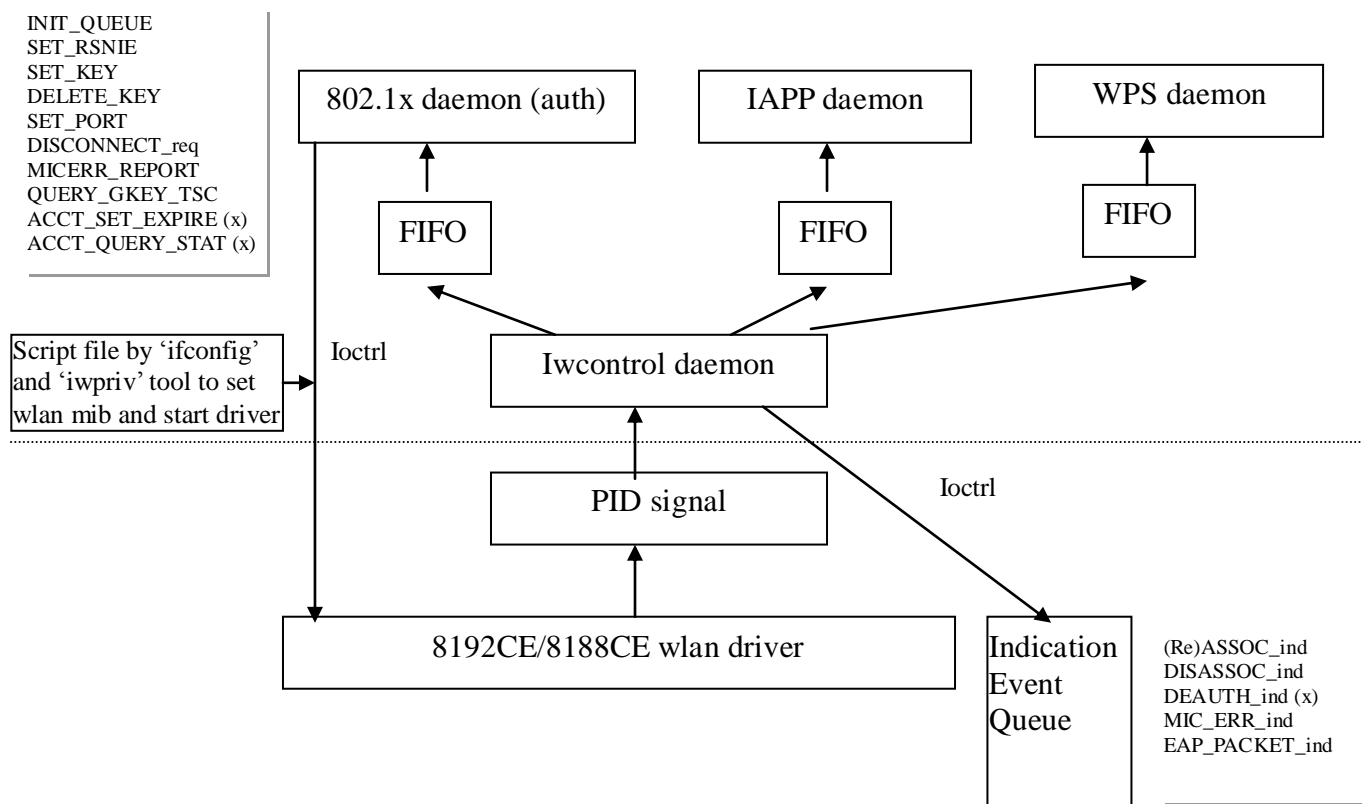 INIT_QUEUE
SET_RSNIE
SET_KEY
DELETE_KEY
SET_PORT
DISCONNECT_req
MICERR_REPORT
QUERY_GKEY_TSC
ACCT_SET_EXPIRE (x)
ACCT_QUERY_STAT (x)
802.1x daemon (auth)
IAPP daemon
WPS daemon
FIFO
FIFO
FIFO
Script file by ‘ifconfig’
and ‘iwpriv’ tool to set
wlan mib and start driver
Ioctrl
Iwcontrol daemon
PID signal
Ioctrl
8192CE/8188CE wlan driver
Indication
Event
Queue
(Re)ASSOC_ind
DISASSOC_ind
DEAUTH_ind (x)
MIC_ERR_ind
EAP_PACKET_ind